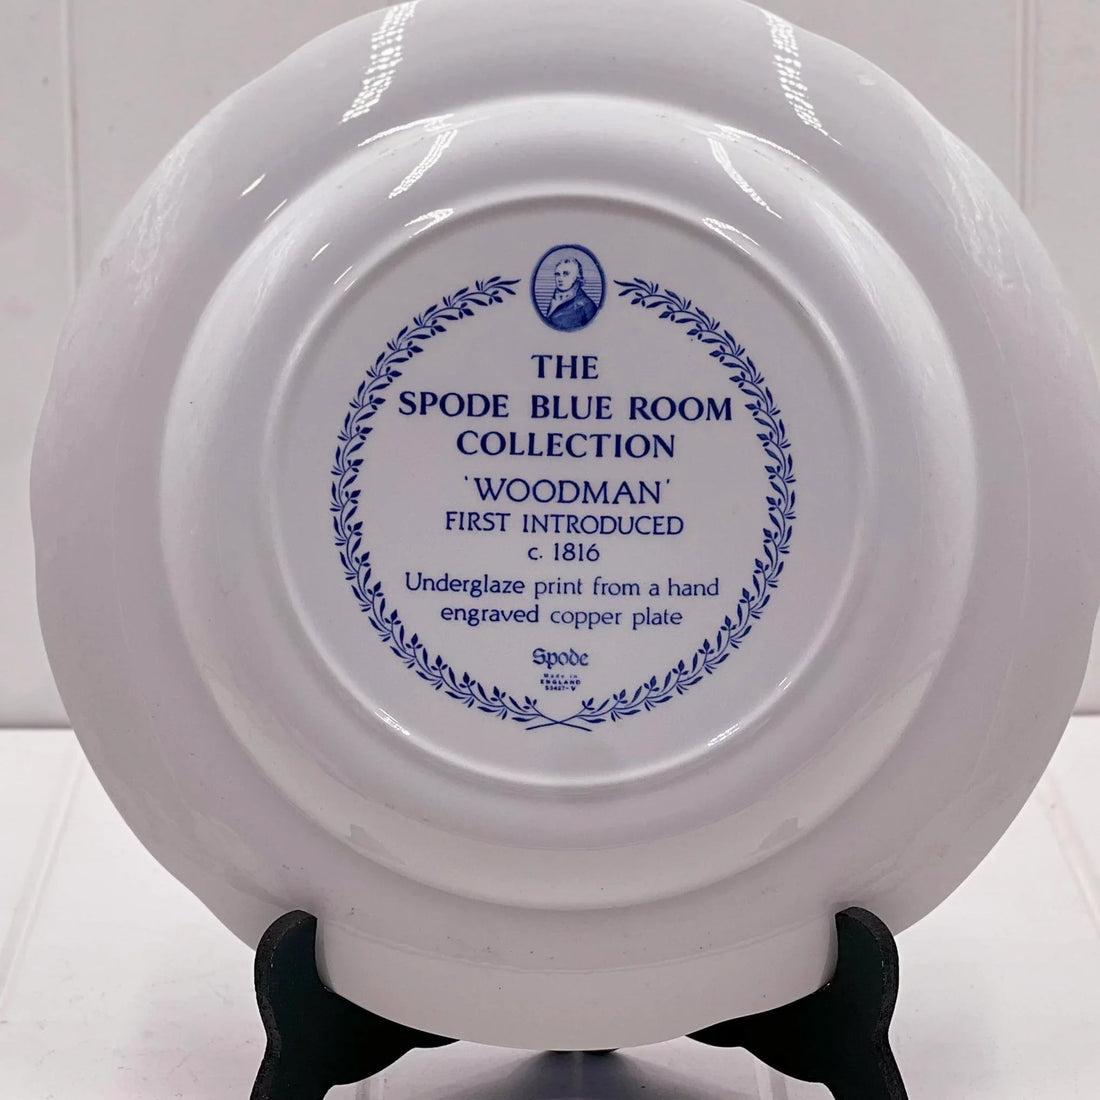 THE
SPODE BLUE ROOM
COLLECTION
'WOODMAN'
FIRST INTRODUCED
c. 1816
Underglaze print from a hand
engraved copper plate
Spode
Made in
ENGLAND